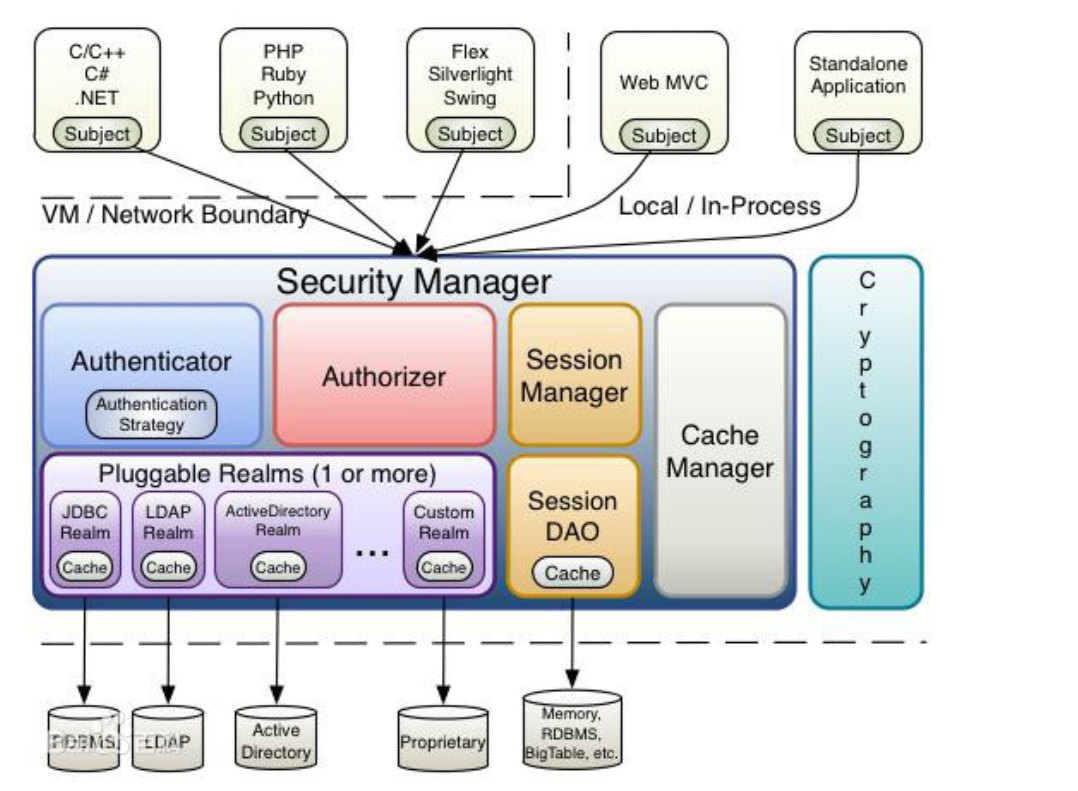 C/C++
C#
.NET
Subject
PHP
Ruby
Python
Subject
Flex
Silverlight
Swing
Subject
Web MVC
Subject
Standalone
Application
Subject
VM / Network Boundary
Local / In-Process
Security Manager
Authenticator
Authentication
Strategy
Authorizer
Session
Manager
Cache
Manager
Cryptography
Pluggable Realms (1 or more)
JDBC
Realm
Cache
LDAP
Realm
Cache
ActiveDirectory
Realm
Cache
...
Custom
Realm
Cache
Session
DAO
Cache
RDBMS
LDAP
Active
Directory
Proprietary
Memory,
RDBMS,
BigTable, etc.